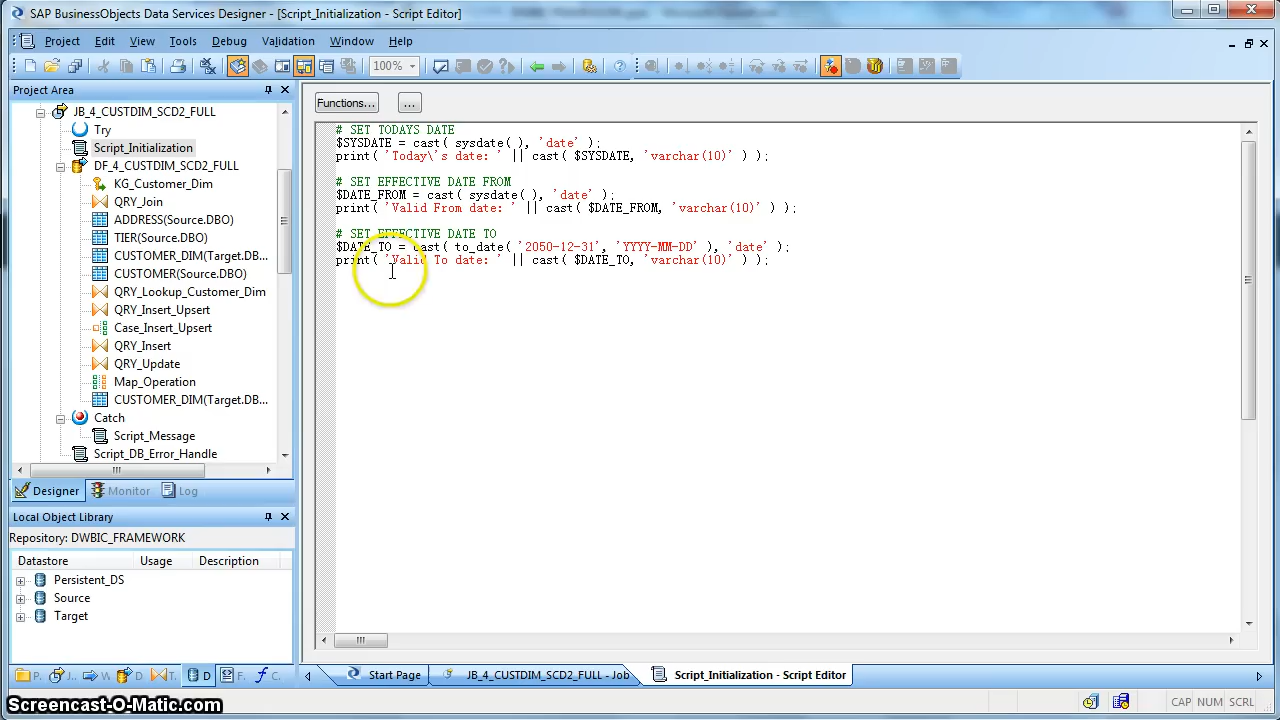 SAP BusinessObjects Data Services Designer - [Script_Initialization - Script Editor]
Project Edit View Tools Debug Validation Window Help
100%
Project Area
JB_4_CUSTDIM_SCD2_FULL
Try
Script_Initialization
DF_4_CUSTDIM_SCD2_FULL
KG_Customer_Dim
QRY_Join
ADDRESS(Source.DBO)
TIER(Source.DBO)
CUSTOMER_DIM(Target.DB...
CUSTOMER(Source.DBO)
QRY_Lookup_Customer_Dim
QRY_Insert_Upsert
Case_Insert_Upsert
QRY_Insert
QRY_Update
Map_Operation
CUSTOMER_DIM(Target.DB...
Catch
Script_Message
Script_DB_Error_Handle
Designer Monitor Log
Local Object Library
Repository: DWBIC_FRAMEWORK
Datastore Usage Description
Persistent_DS
Source
Target
P. J.. W D. T. D F. C.
Functions... ...
# SET TODAYS DATE
$SYSDATE = cast( sysdate( ), 'date' );
print( 'Today\'s date: ' || cast( $SYSDATE, 'varchar(10)' ) );
# SET EFFECTIVE DATE FROM
$DATE_FROM = cast( sysdate( ), 'date' );
print( 'Valid From date: ' || cast( $DATE_FROM, 'varchar(10)' ) );
# SET EFFECTIVE DATE TO
$DATE_TO = cast( to_date( '2050-12-31', 'YYYY-MM-DD' ), 'date' );
print( 'Valid To date: ' || cast( $DATE_TO, 'varchar(10)' ) );
Start Page JB_4_CUSTDIM_SCD2_FULL - Job Script_Initialization - Script Editor
CAP NUM SCRL
Screencast-O-Matic.com